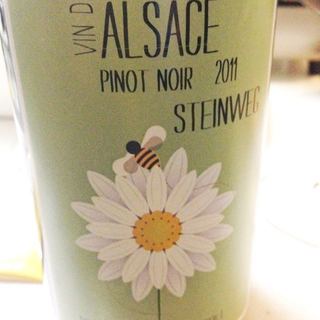 VIN D
ALSACE
PINOT NOIR 2011
STEINWEG